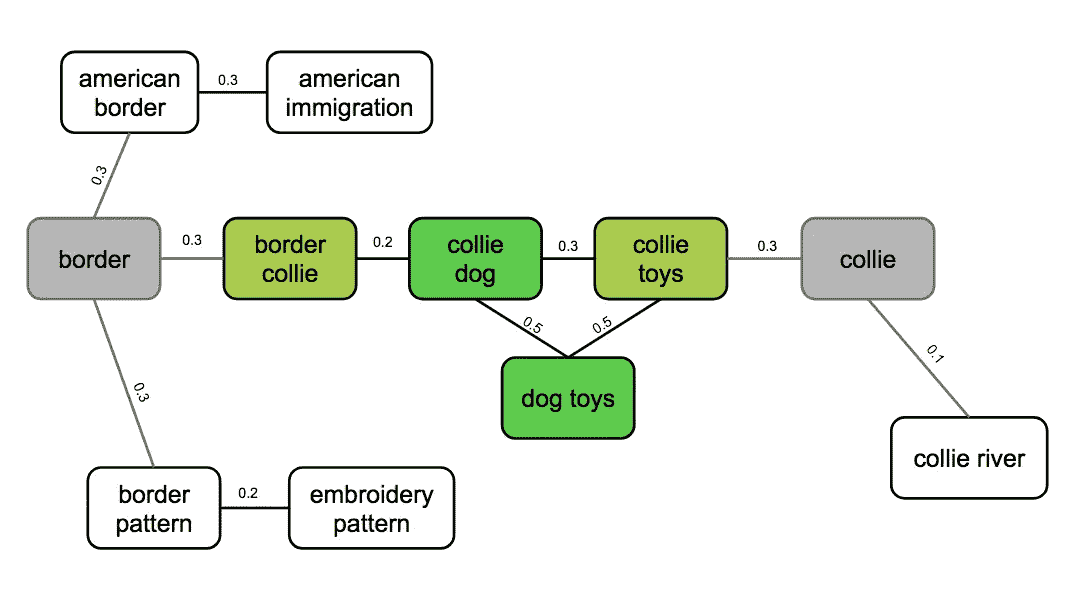 american
border
0.3
american
immigration
0.3
border
0.3
border
collie
0.2
collie
dog
0.3
collie
toys
0.3
collie
0.5
0.5
0.1
0.3
dog toys
collie river
border
pattern
0.2
embroidery
pattern